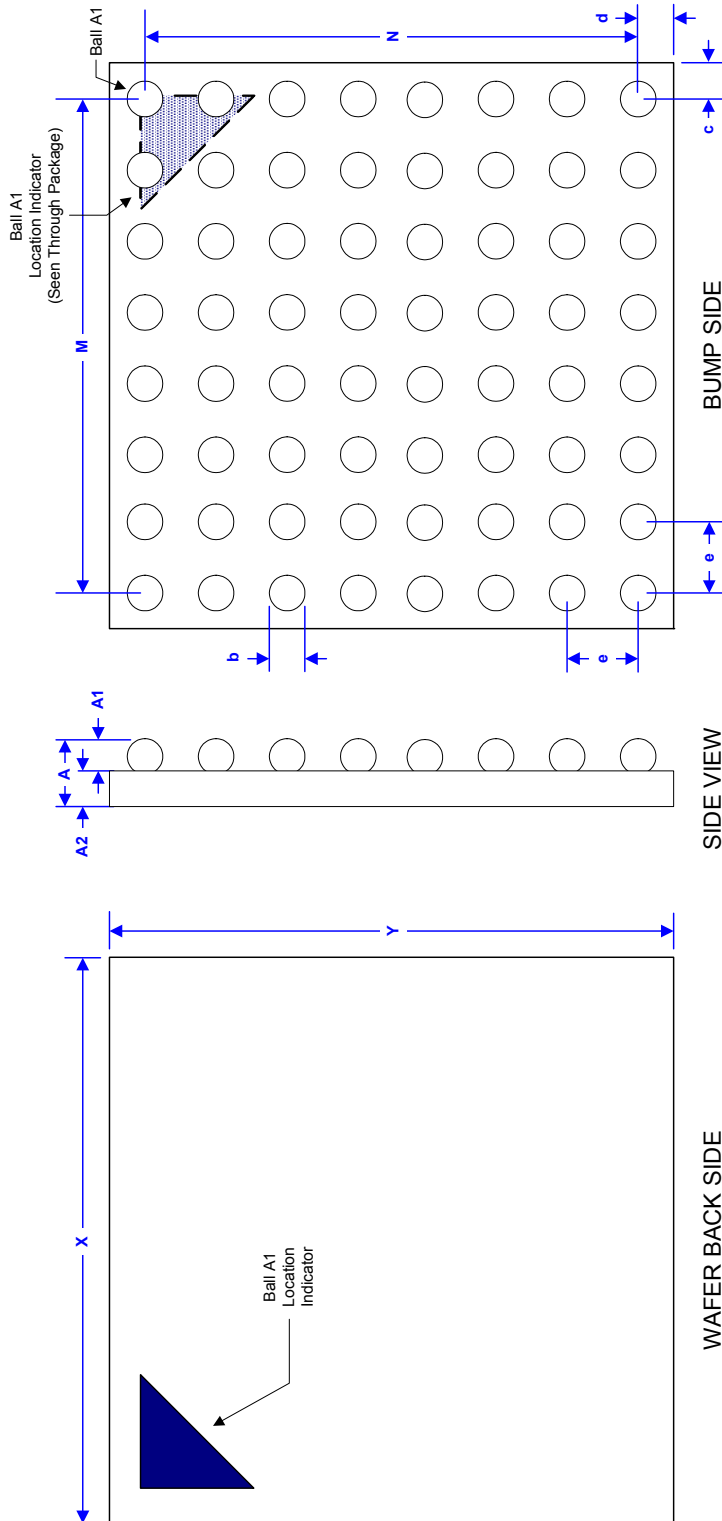 X
Ball A1
Location
Indicator
Y
WAFER BACK SIDE
A2
A
A1
SIDE VIEW
M
Ball A1
Location Indicator
(Seen Through Package)
Ball A1
N
b
e
e
c
d
BUMP SIDE